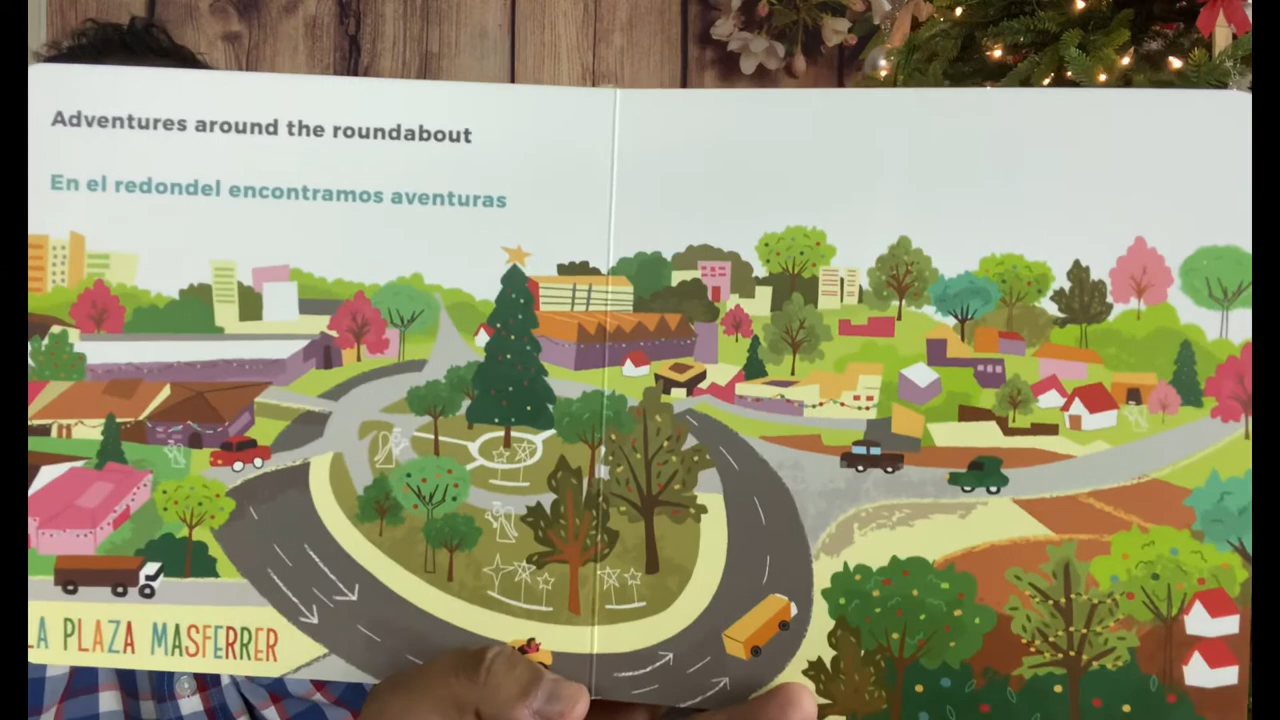 Adventures around the roundabout
En el redondel encontramos aventuras
LA PLAZA MASFERRER